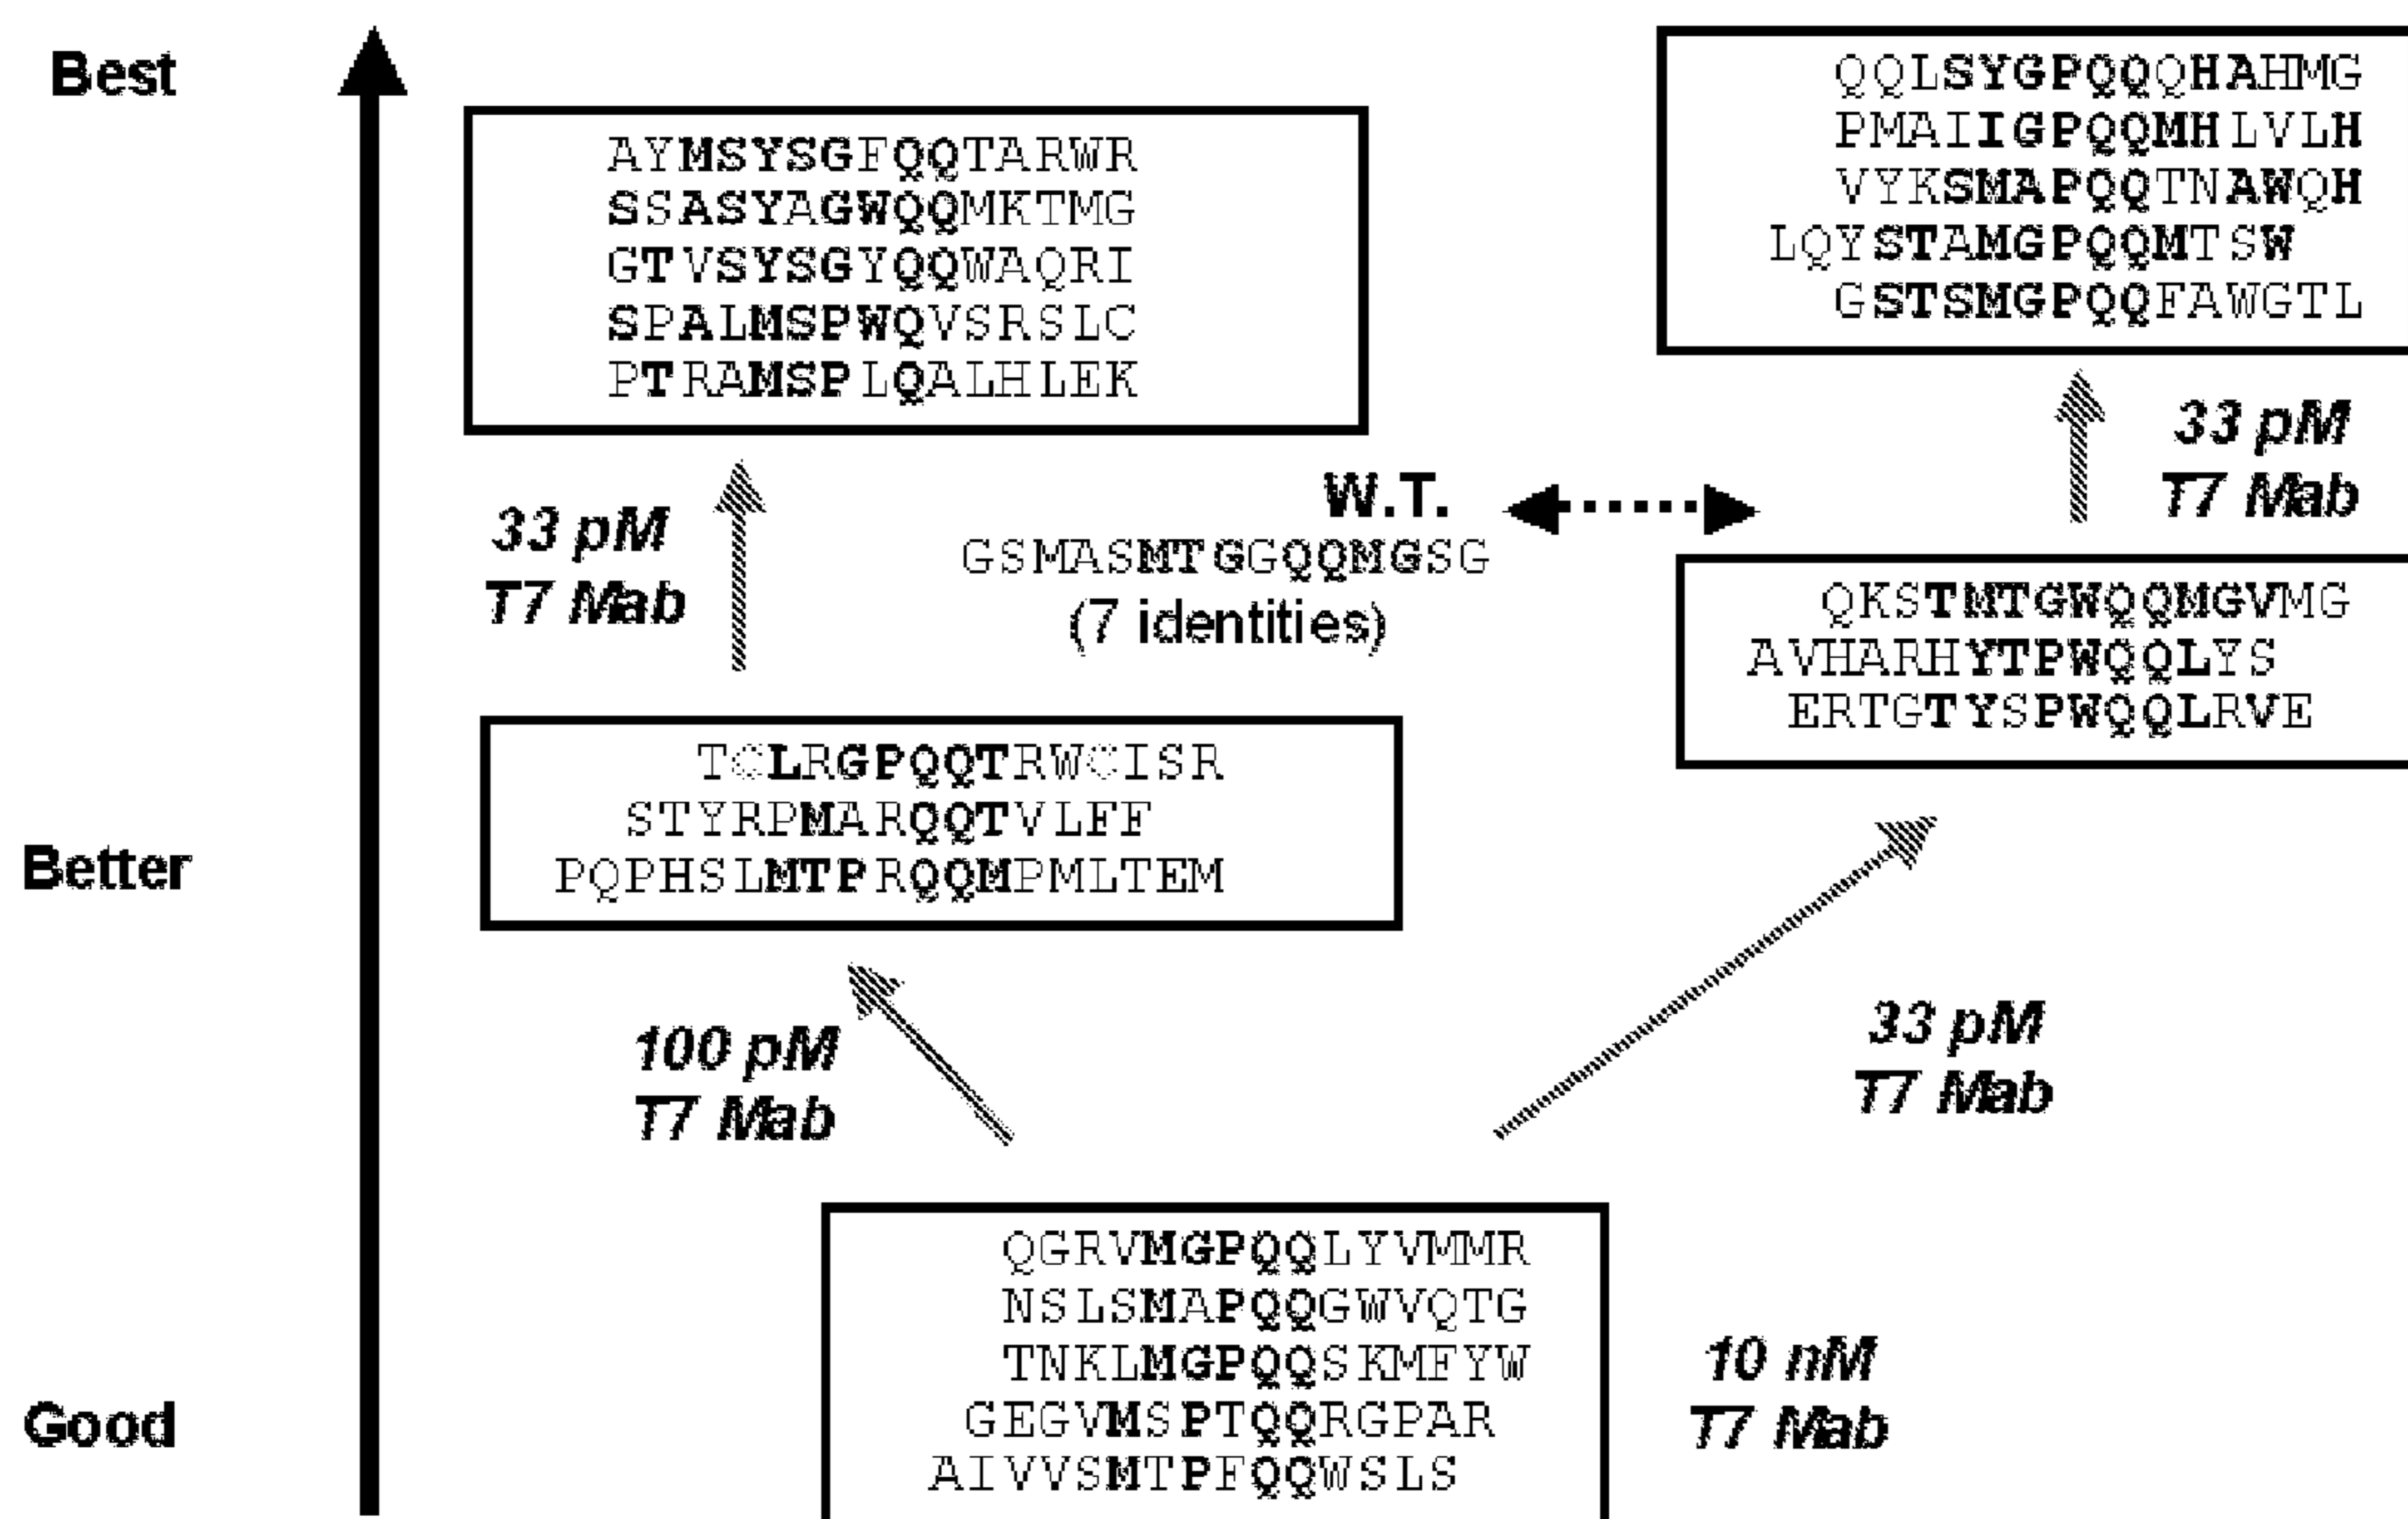 Best
AYMSYSGFQQTARWR
SSASYAGWQQMKTMG
GTVSYSGYQQWAQRI
SPALMSPWQVSRSLC
PTRAMSPLQALHLEK
QQLSYGPQQQHAHMG
PMAIIGPQQMHLVLH
VYKSMAPQQTNAWQH
LQYSTAMGPQQMTSW
GSTSMGPQQFAWGTL
33 pM
T7 Mab
W.T.
GSMASMTGGQQMGSG
(7 identities)
33 pM
T7 Mab
QKSTMTGWQQMGVMG
AVHARHYTPWQQLYS
ERTGTYSPWQQLRVE
Better
TCLRGPQQTRWCISR
STYRPMARQQTVLFF
PQPHSLMTPRQQMPMLTEM
100 pM
T7 Mab
33 pM
T7 Mab
Good
QGRVMGPQQLYVMMR
NSLSMAPQQGWVQTG
TNKLMGPQQSKMFYW
GEGVMSPTQQRGPAR
AIVVSMTPFQQWSLS
10 nM
T7 Mab